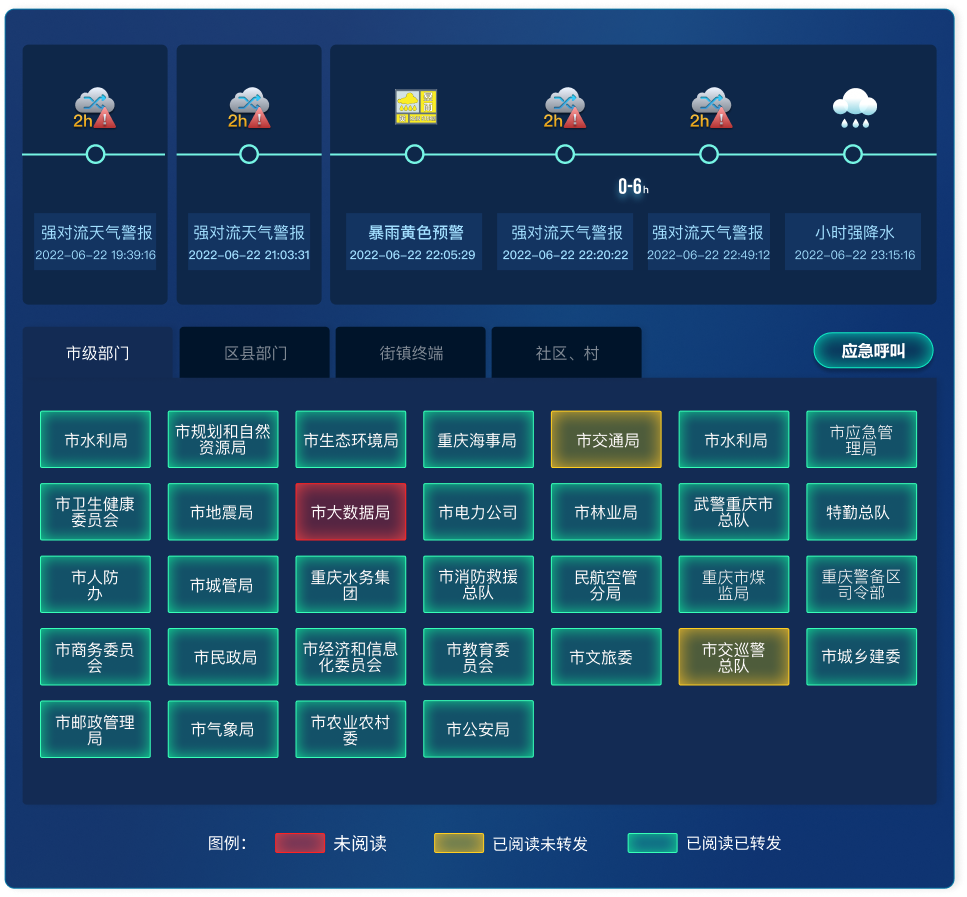 2h
2h
2h
2h
0-6h
强对流天气警报
2022-06-22 19:39:16
强对流天气警报
2022-06-22 21:03:31
暴雨黄色预警
2022-06-22 22:05:29
强对流天气警报
2022-06-22 22:20:22
强对流天气警报
2022-06-22 22:49:12
小时强降水
2022-06-22 23:15:16
市级部门
区县部门
街镇终端
社区、村
应急呼叫
市水利局
市规划和自然
资源局
市生态环境局
重庆海事局
市交通局
市水利局
市应急管
理局
市卫生健康
委员会
市地震局
市大数据局
市电力公司
市林业局
武警重庆市
总队
特勤总队
市人防
办
市城管局
重庆水务集
团
市消防救援
总队
民航空管
分局
重庆市煤
监局
重庆警备区
司令部
市商务委员
会
市民政局
市经济和信息
化委员会
市教育委
员会
市文旅委
市交巡警
总队
市城乡建委
市邮政管理
局
市气象局
市农业农村
委
市公安局
图例：
未阅读
已阅读未转发
已阅读已转发